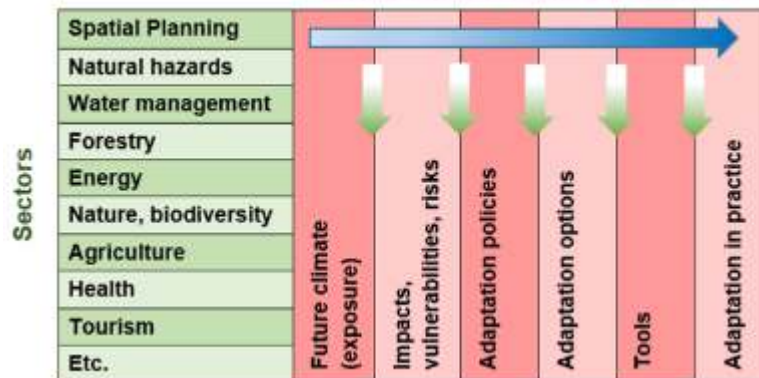 Sectors
Spatial Planning
Natural hazards
Water management
Forestry
Energy
Nature, biodiversity
Agriculture
Health
Tourism
Etc.
Future climate
(exposure)
Impacts,
vulnerabilities, risks
Adaptation policies
Adaptation options
Tools
Adaptation in practice